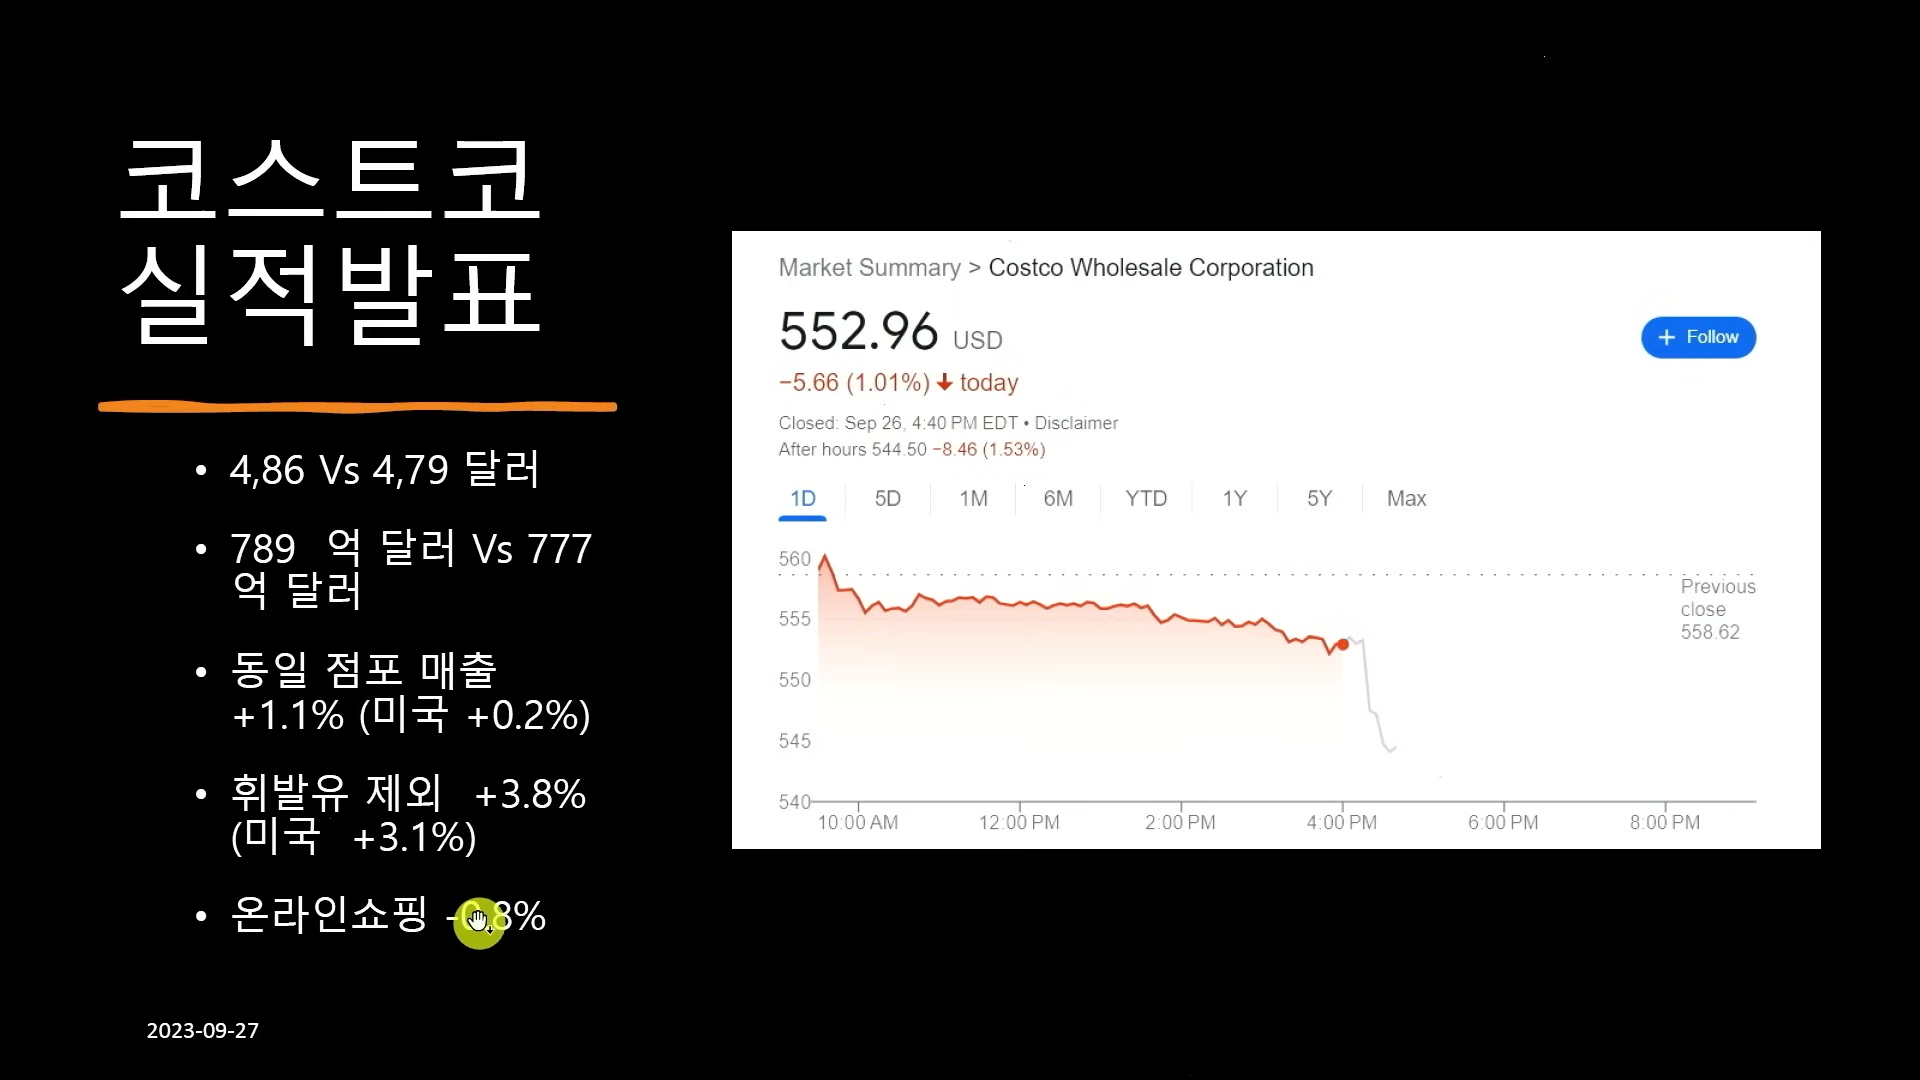 코스트코
실적발표
• 4,86 Vs 4,79 달러
• 789 억 달러 Vs 777
억 달러
• 동일 점포 매출
+1.1% (미국 +0.2%)
• 휘발유 제외 +3.8%
(미국 +3.1%)
• 온라인쇼핑 -0.8%
2023-09-27
Market Summary > Costco Wholesale Corporation
552.96 USD
+ Follow
−5.66 (1.01%) ↓ today
Closed: Sep 26, 4:40 PM EDT • Disclaimer
After hours 544.50 −8.46 (1.53%)
1D 5D 1M 6M YTD 1Y 5Y Max
560
555
550
545
540
Previous
close
558.62
10:00 AM 12:00 PM 2:00 PM 4:00 PM 6:00 PM 8:00 PM